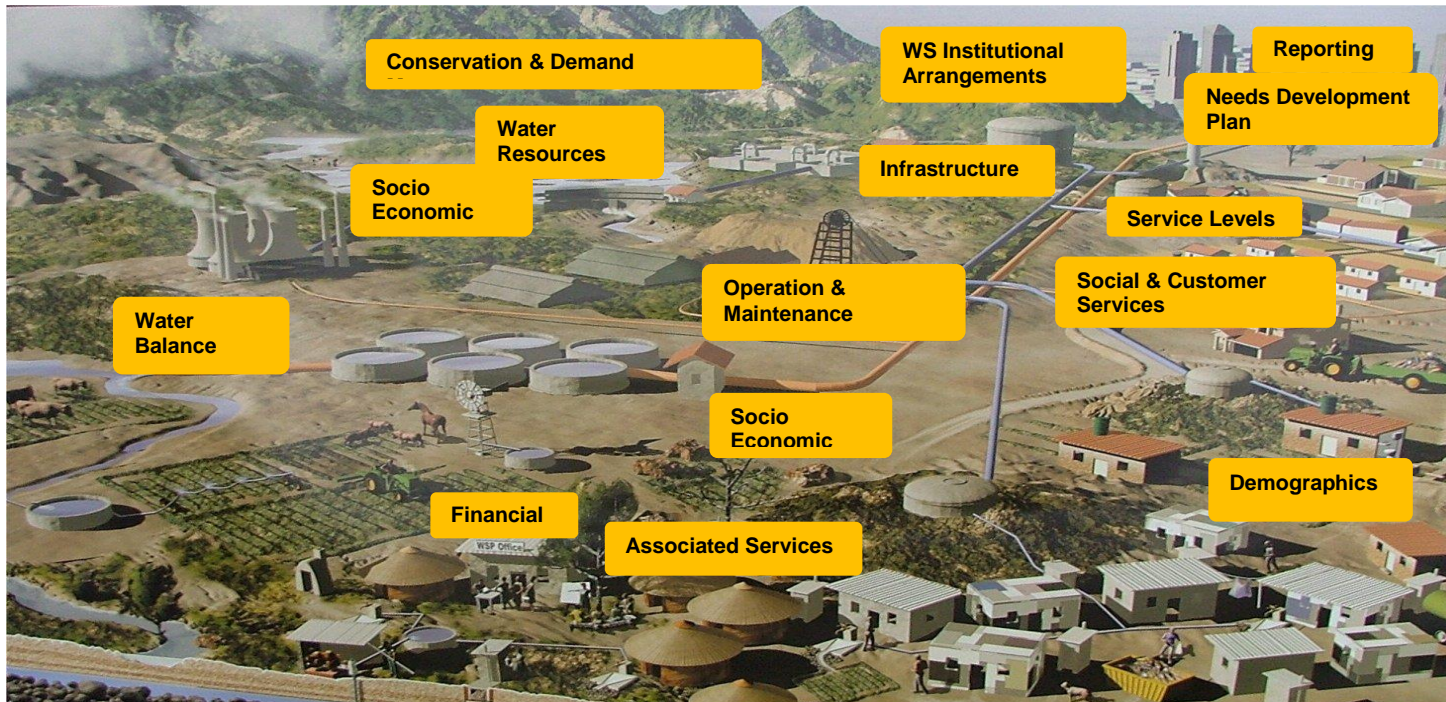 Conservation & Demand
WS Institutional
Arrangements
Reporting
Needs Development
Plan
Water
Resources
Infrastructure
Socio
Economic
Service Levels
Operation &
Maintenance
Social & Customer
Services
Water
Balance
Socio
Economic
Demographics
Financial
Associated Services
WSP Office